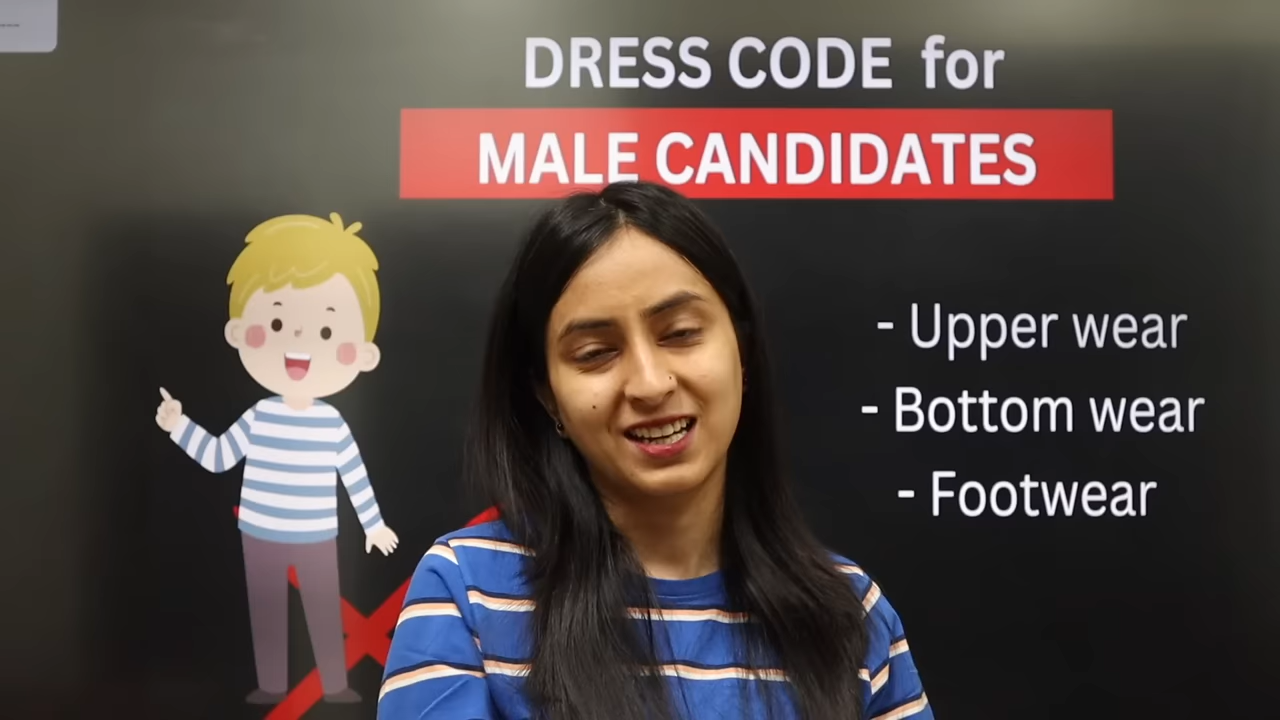 DRESS CODE for
MALE CANDIDATES
- Upper wear
- Bottom wear
- Footwear